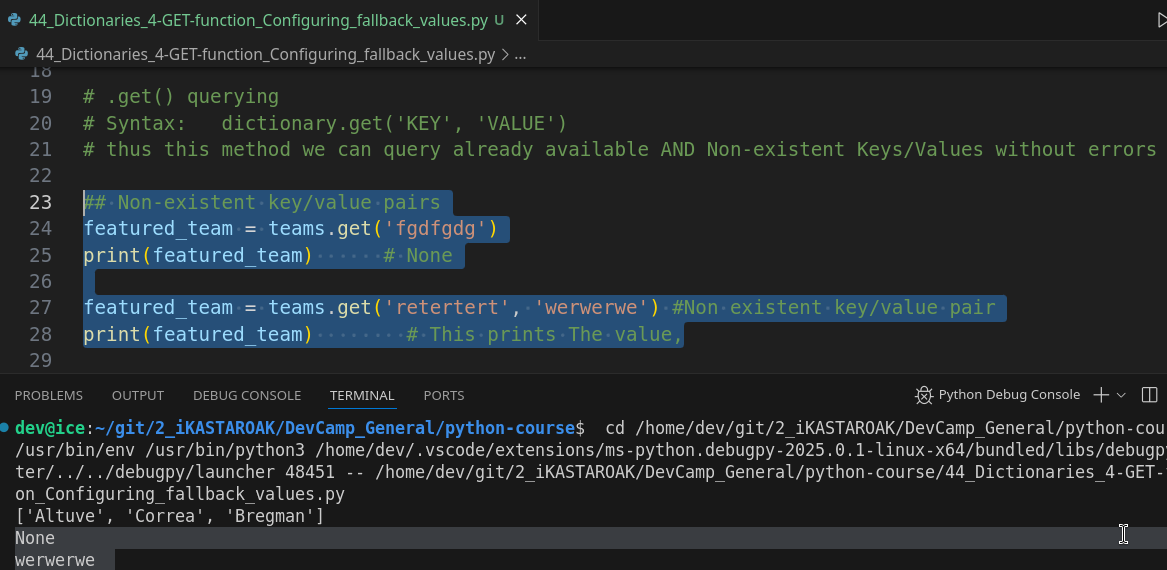 44_Dictionaries_4-GET-function_Configuring_fallback_values.py U ×
44_Dictionaries_4-GET-function_Configuring_fallback_values.py > ...
18
19 # .get() querying
20 # Syntax:   dictionary.get('KEY', 'VALUE')
21 # thus this method we can query already available AND Non-existent Keys/Values without errors
22
23 ## Non-existent key/value pairs
24 featured_team = teams.get('fgdfgdg')
25 print(featured_team)      # None
26
27 featured_team = teams.get('retertert', 'werwerwe') #Non existent key/value pair
28 print(featured_team)        # This prints The value,
29
PROBLEMS OUTPUT DEBUG CONSOLE TERMINAL PORTS Python Debug Console
dev@ice:~/git/2_iKASTAROAK/DevCamp_General/python-course$  cd /home/dev/git/2_iKASTAROAK/DevCamp_General/python-cou
/usr/bin/env /usr/bin/python3 /home/dev/.vscode/extensions/ms-python.debugpy-2025.0.1-linux-x64/bundled/libs/debugpy
ter/../../debugpy/launcher 48451 -- /home/dev/git/2_iKASTAROAK/DevCamp_General/python-course/44_Dictionaries_4-GET-
on_Configuring_fallback_values.py
['Altuve', 'Correa', 'Bregman']
None
werwerwe